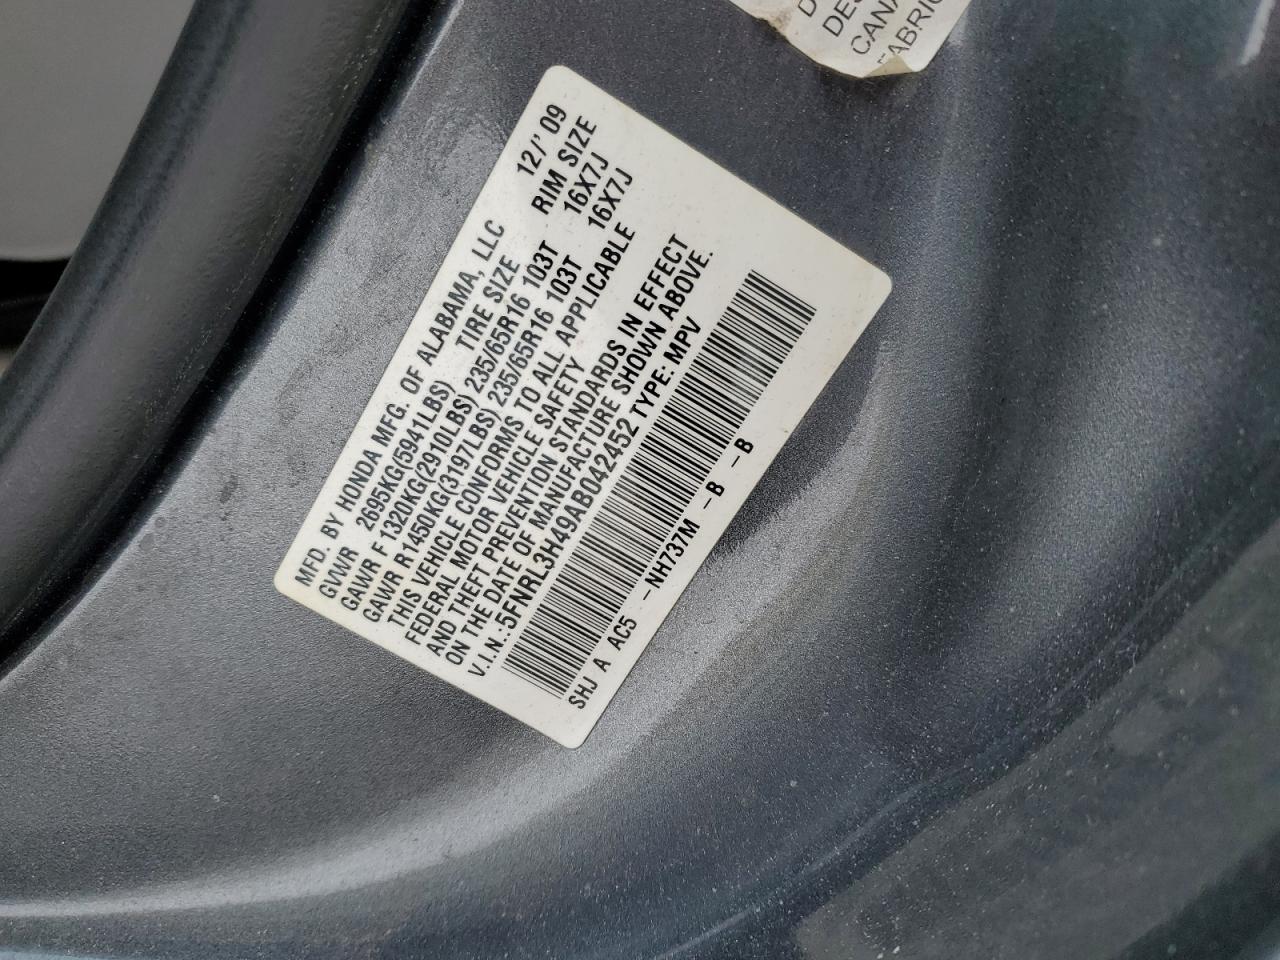 MFD. BY HONDA MFG. OF ALABAMA, LLC 12/'09
GVWR 2695KG(5941LBS) TIRE SIZE RIM SIZE
GAWR F 1320KG(2910LBS) 235/65R16 103T 16X7J
GAWR R1450KG(3197LBS) 235/65R16 103T 16X7J
THIS VEHICLE CONFORMS TO ALL APPLICABLE
FEDERAL MOTOR VEHICLE SAFETY
AND THEFT PREVENTION STANDARDS IN EFFECT
ON THE DATE OF MANUFACTURE SHOWN ABOVE.
V.I.N.:5FNRL3H49AB042452 TYPE: MPV
SHJ A AC5 -NH737M -B -B
D
DES
CANA
FABRIC